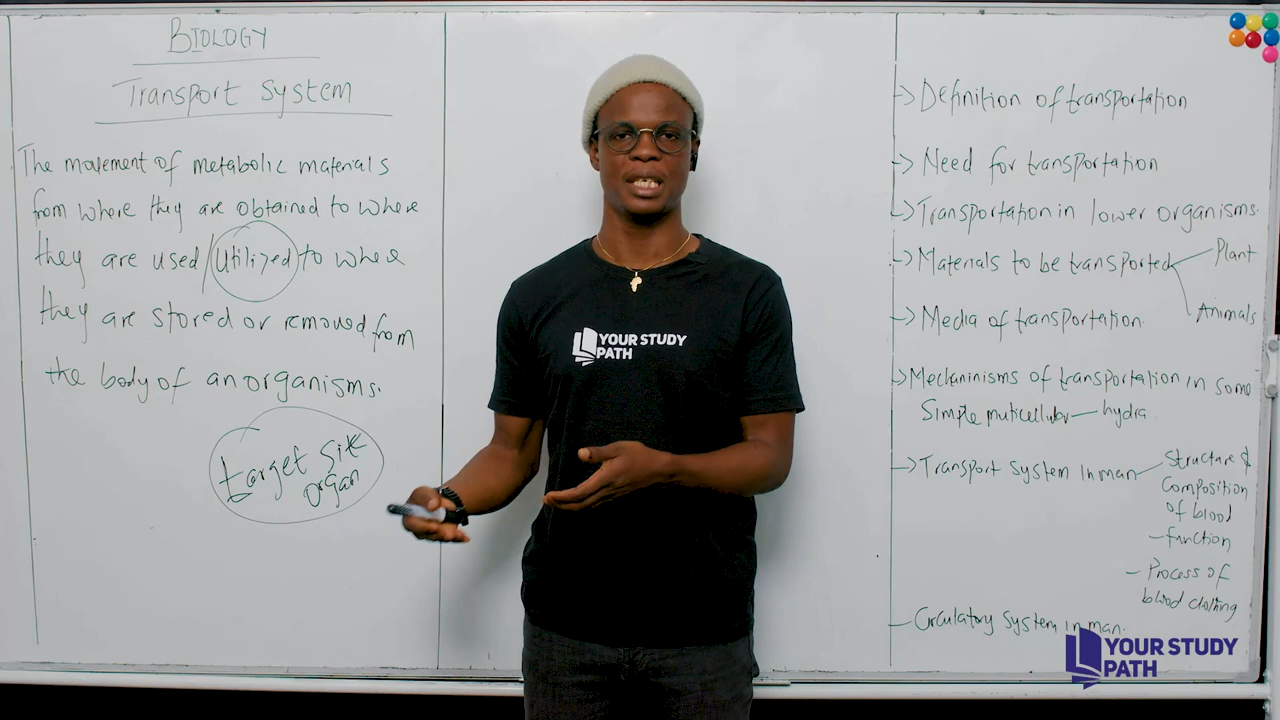 BIOLOGY
Transport System
The movement of metabolic materials
from where they are obtained to where
they are used/utilized to where
they are stored or removed from
the body of an organisms.
target site
organ
YOUR STUDY
PATH
-> Definition of transportation
-> Need for transportation
-> Transportation in lower organisms.
-> Materials to be transported
Plant
Animals
-> Media of transportation.
-> Mechninisms of transportation in some
Simple muticellular — hydra
-> Transport System in man
Structure &
Composition
of blood
- function
- Process of
blood clotting
- Circulatory System in man.
YOUR STUDY
PATH